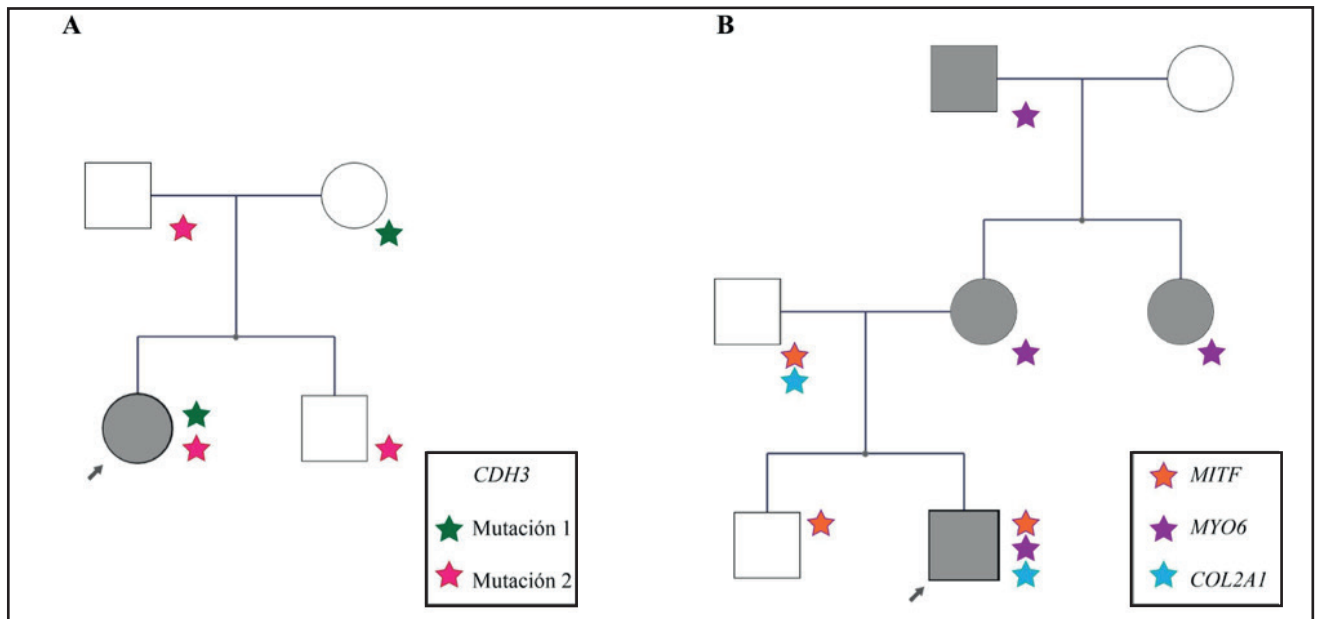 A
B
CDH3
Mutación 1
Mutación 2
MITF
MYO6
COL2A1